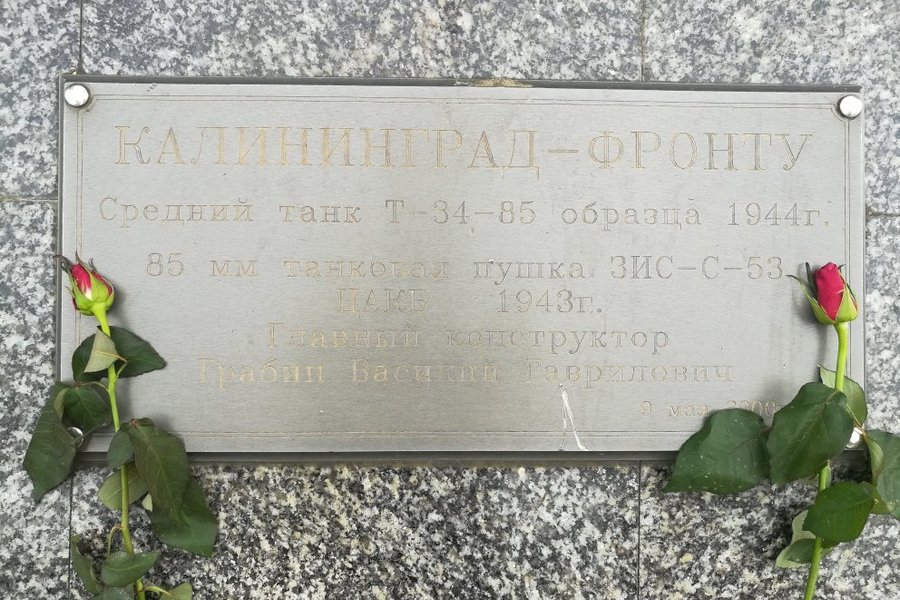 КАЛИНИНГРАД-ФРОНТУ
Средний танк Т-34-85 образца 1944г.
85 мм танковая пушка ЗИС-С-53
ЦАКБ 1943г.
Главный конструктор
Грабин Василий Гаврилович
9 мая